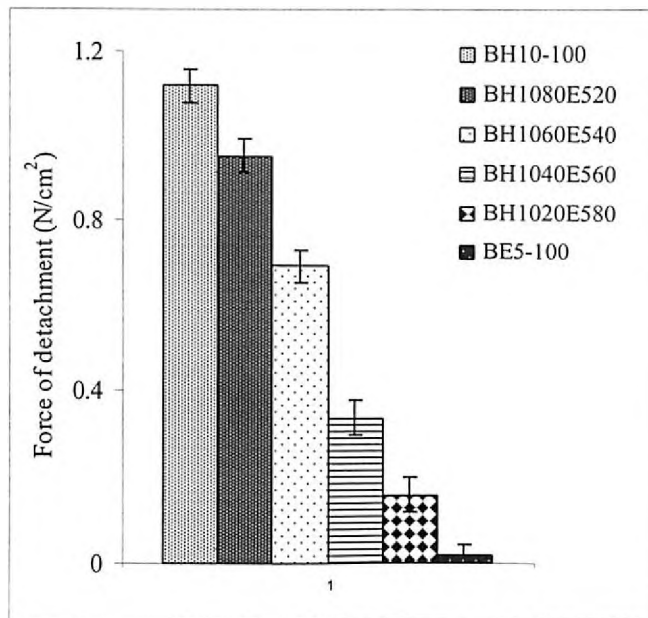 1.2
0.8
0.4
0
Force of detachment (N/cm²)
1
BH10-100
BH1080E520
BH1060E540
BH1040E560
BH1020E580
BE5-100